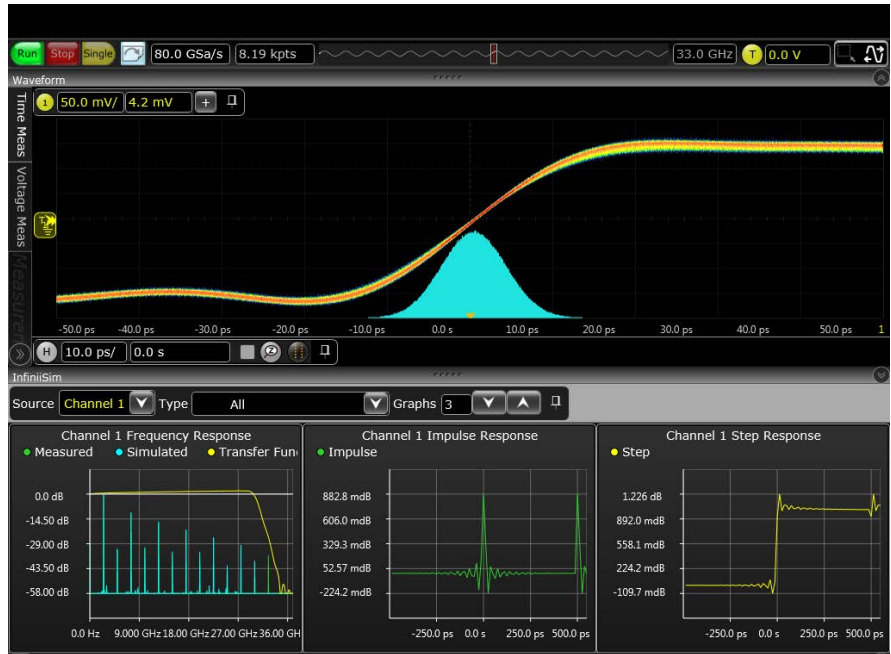 Run Stop Single 80.0 GSa/s 8.19 kpts 33.0 GHz T 0.0 V
Waveform
Time Meas
Voltage Meas
1 50.0 mV/ 4.2 mV +
-50.0 ps -40.0 ps -30.0 ps -20.0 ps -10.0 ps 0.0 s 10.0 ps 20.0 ps 30.0 ps 40.0 ps 50.0 ps 1
H 10.0 ps/ 0.0 s
InfiniiSim
Source Channel 1 Type All Graphs 3
Channel 1 Frequency Response
Measured Simulated Transfer Fun
0.0 dB
-14.50 dB
-29.00 dB
-43.50 dB
-58.00 dB
0.0 Hz 9.000 GHz 18.00 GHz 27.00 GHz 36.00 GH
Channel 1 Impulse Response
Impulse
882.8 mdB
606.0 mdB
329.3 mdB
52.57 mdB
-224.2 mdB
-250.0 ps 0.0 s 250.0 ps 500.0 ps
Channel 1 Step Response
Step
1.226 dB
892.0 mdB
558.1 mdB
224.2 mdB
-109.7 mdB
-250.0 ps 0.0 s 250.0 ps 500.0 ps